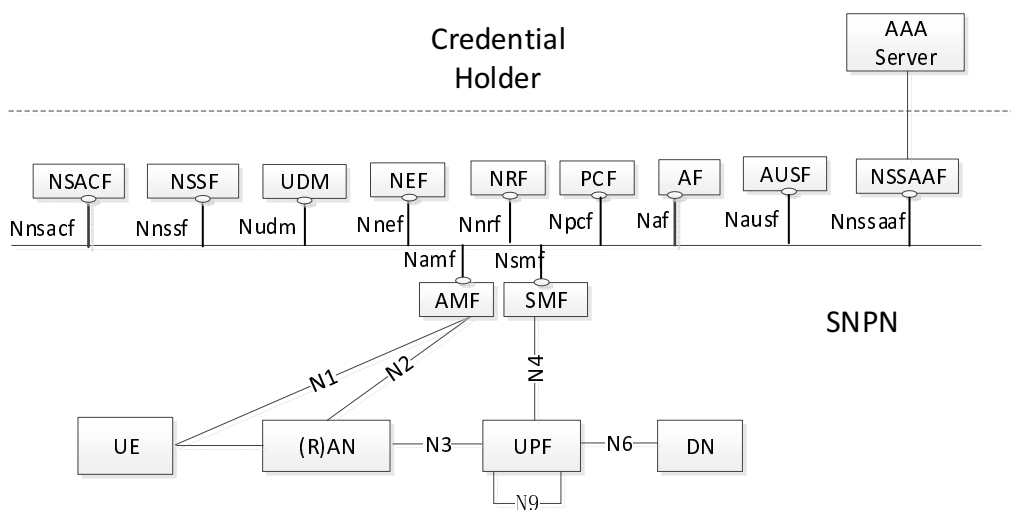 Credential
Holder
AAA
Server
NSACF
NSSF
UDM
NEF
NRF
PCF
AF
AUSF
NSSAAF
Nnsacf
Nnssf
Nudm
Nnef
Nnrf
Npcf
Naf
Nausf
Nnssaaf
Namf
Nsmf
AMF
SMF
SNPN
N1
N2
N4
UE
(R)AN
N3
UPF
N6
DN
N9